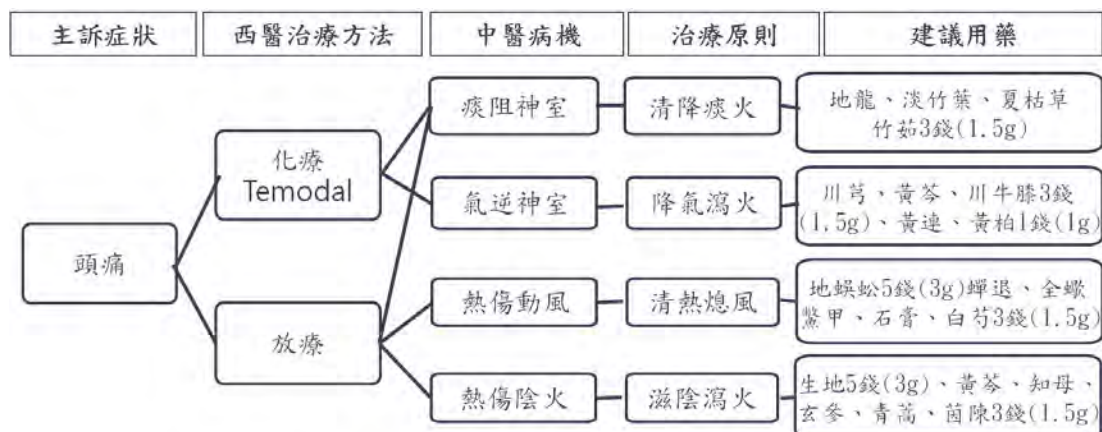 主訴症狀
西醫治療方法
中醫病機
治療原則
建議用藥
頭痛
化療
Temodal
放療
痰阻神室
清降痰火
地龍、淡竹葉、夏枯草
竹茹3錢(1.5g)
氣逆神室
降氣瀉火
川芎、黃芩、川牛膝3錢
(1.5g)、黃連、黃柏1錢(1g)
熱傷動風
清熱熄風
地蜈蚣5錢(3g)蟬退、全蠍
鱉甲、石膏、白芍3錢(1.5g)
熱傷陰火
滋陰瀉火
生地5錢(3g)、黃芩、知母、
玄參、青蒿、茵陳3錢(1.5g)